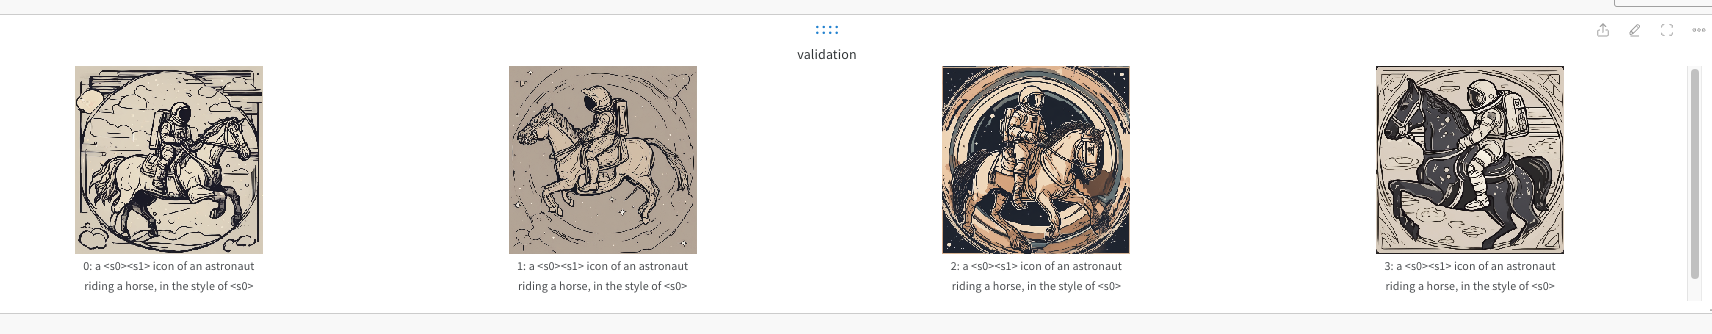 validation
0: a <s0><s1> icon of an astronaut
riding a horse, in the style of <s0>
1: a <s0><s1> icon of an astronaut
riding a horse, in the style of <s0>
2: a <s0><s1> icon of an astronaut
riding a horse, in the style of <s0>
3: a <s0><s1> icon of an astronaut
riding a horse, in the style of <s0>